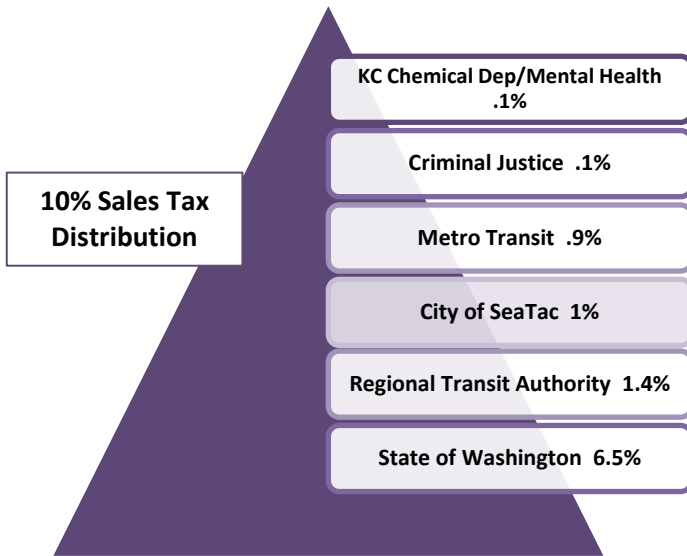 KC Chemical Dep/Mental Health
.1%
Criminal Justice .1%
10% Sales Tax
Distribution
Metro Transit .9%
City of SeaTac 1%
Regional Transit Authority 1.4%
State of Washington 6.5%